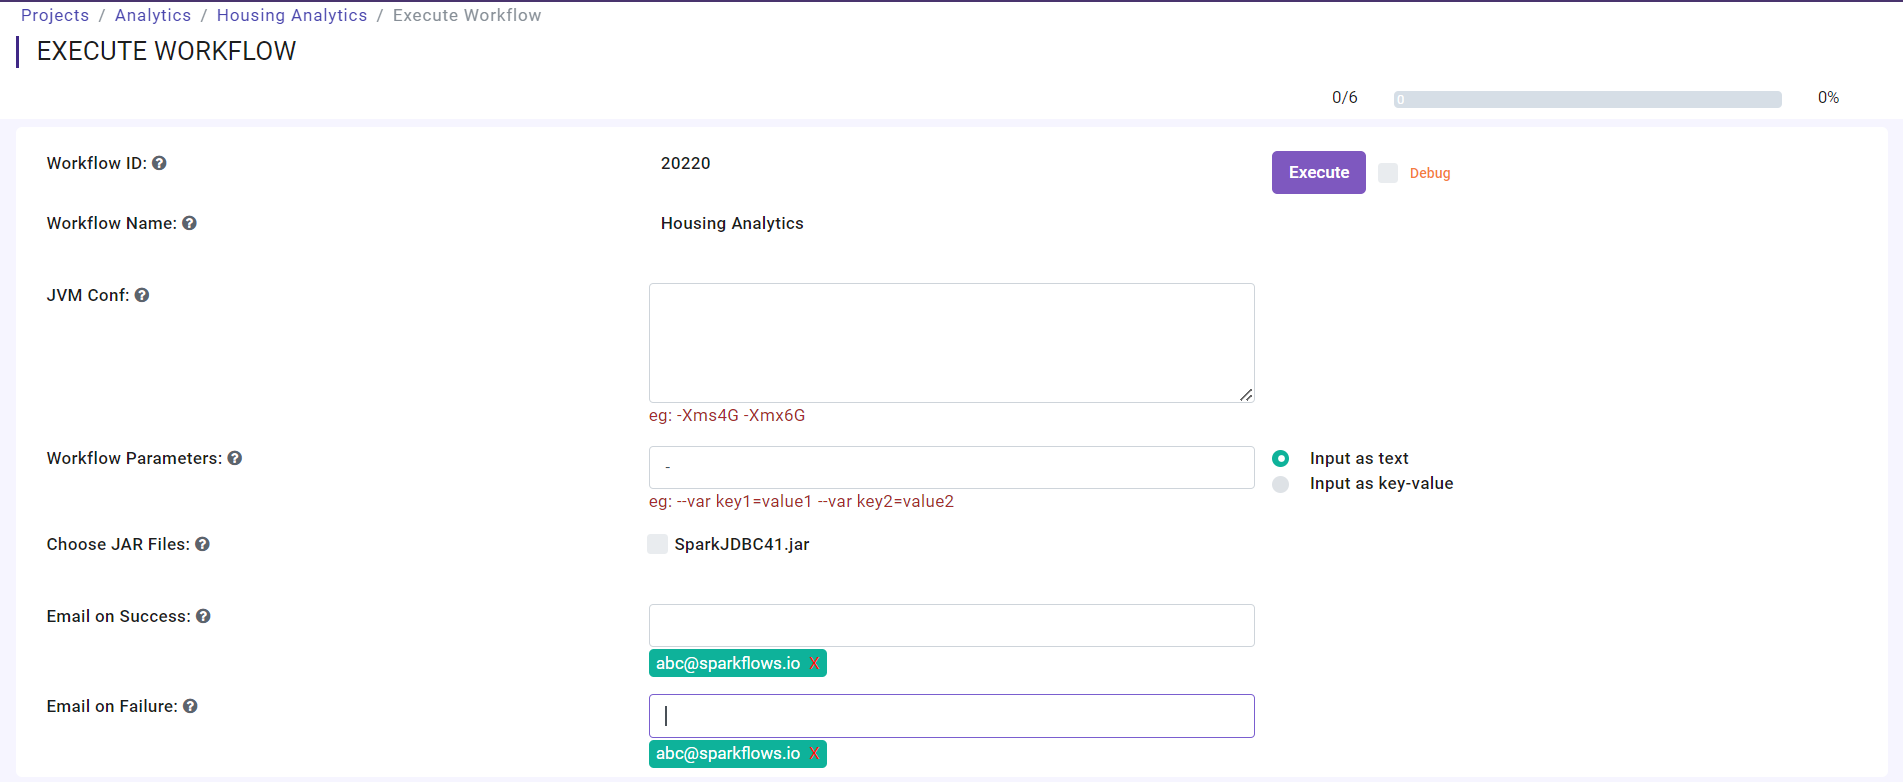 Projects / Analytics / Housing Analytics / Execute Workflow
EXECUTE WORKFLOW
0/6 0 0%
Workflow ID: 20220 Execute Debug
Workflow Name: Housing Analytics
JVM Conf:
eg: -Xms4G -Xmx6G
Workflow Parameters: - Input as text
Input as key-value
eg: --var key1=value1 --var key2=value2
Choose JAR Files: SparkJDBC41.jar
Email on Success:
abc@sparkflows.io X
Email on Failure:
abc@sparkflows.io X